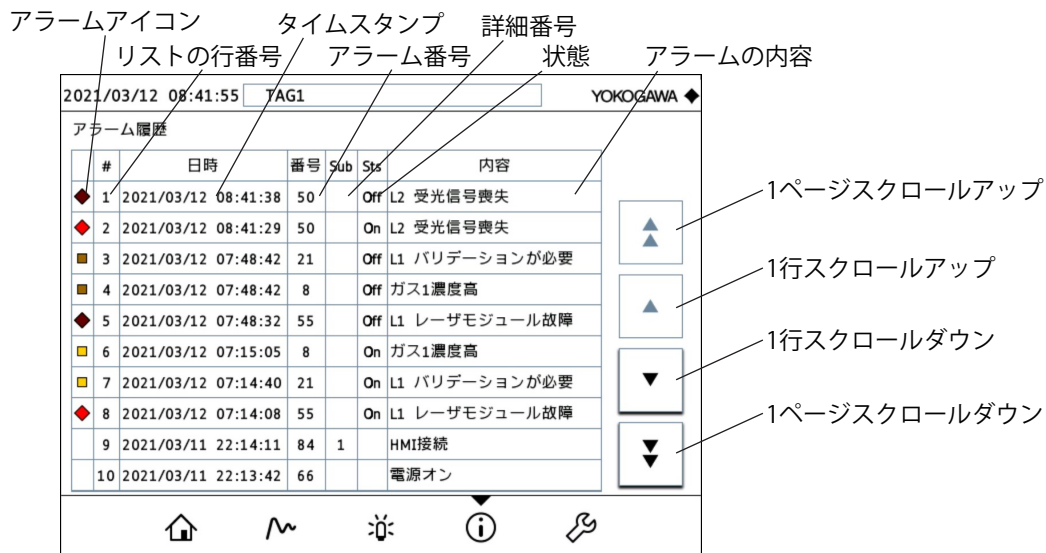 アラームアイコン タイムスタンプ 詳細番号
リストの行番号 アラーム番号 状態 アラームの内容
2021/03/12 08:41:55 TAG1 YOKOGAWA
アラーム履歴
# 日時 番号 Sub Sts 内容
1 2021/03/12 08:41:38 50 Off L2 受光信号喪失
2 2021/03/12 08:41:29 50 On L2 受光信号喪失
3 2021/03/12 07:48:42 21 Off L1 バリデーションが必要
4 2021/03/12 07:48:42 8 Off ガス1濃度高
5 2021/03/12 07:48:32 55 Off L1 レーザモジュール故障
6 2021/03/12 07:15:05 8 On ガス1濃度高
7 2021/03/12 07:14:40 21 On L1 バリデーションが必要
8 2021/03/12 07:14:08 55 On L1 レーザモジュール故障
9 2021/03/11 22:14:11 84 1 HMI接続
10 2021/03/11 22:13:42 66 電源オン
1ページスクロールアップ
1行スクロールアップ
1行スクロールダウン
1ページスクロールダウン